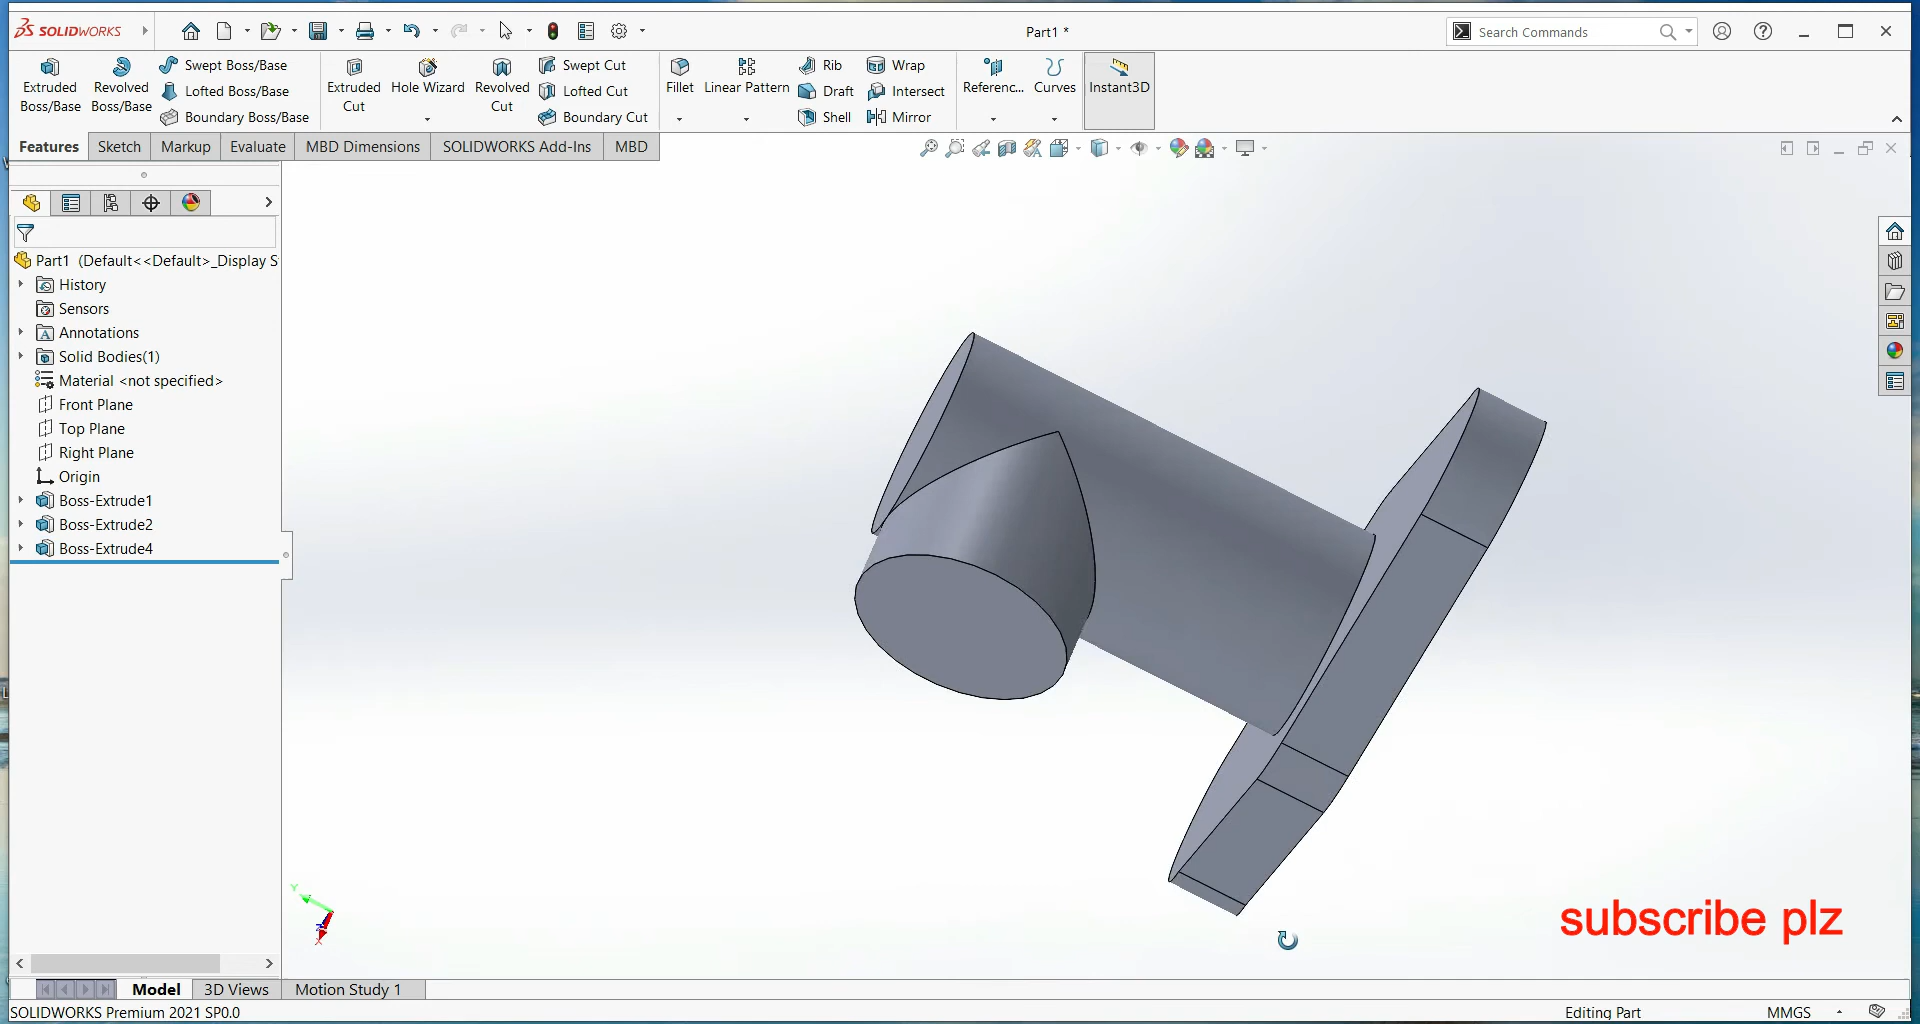 SOLIDWORKS
Part1 *
Search Commands
Extruded Boss/Base
Revolved Boss/Base
Swept Boss/Base
Lofted Boss/Base
Boundary Boss/Base
Extruded Cut
Hole Wizard
Revolved Cut
Swept Cut
Lofted Cut
Boundary Cut
Fillet
Linear Pattern
Rib
Draft
Shell
Wrap
Intersect
Mirror
Referenc...
Curves
Instant3D
Features
Sketch
Markup
Evaluate
MBD Dimensions
SOLIDWORKS Add-Ins
MBD
Part1 (Default<<Default>_Display S
History
Sensors
Annotations
Solid Bodies(1)
Material <not specified>
Front Plane
Top Plane
Right Plane
Origin
Boss-Extrude1
Boss-Extrude2
Boss-Extrude4
Y
X
subscribe plz
Model
3D Views
Motion Study 1
SOLIDWORKS Premium 2021 SP0.0
Editing Part
MMGS